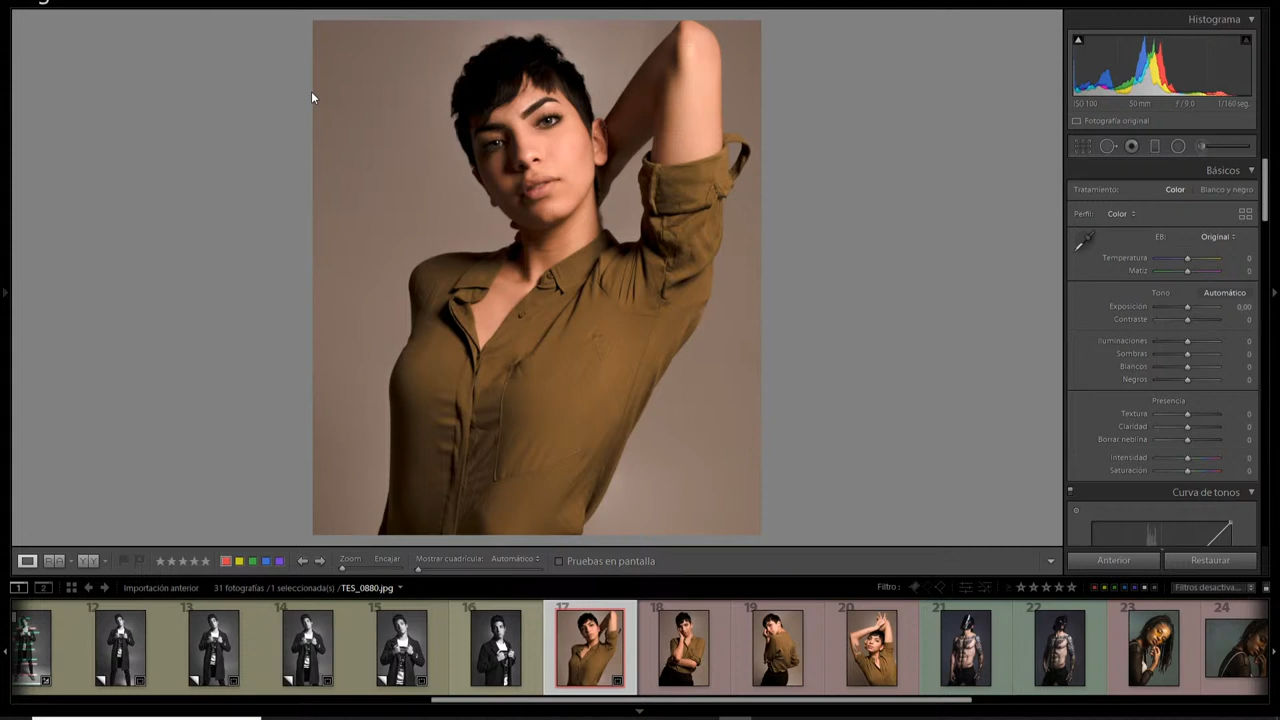 Histograma
ISO 100 50 mm ƒ / 9,0 1/160 seg.
Fotografía original
Básicos
Tratamiento: Color Blanco y negro
Perfil: Color
EB: Original
Temperatura 0
Matiz 0
Tono Automático
Exposición 0,00
Contraste 0
Iluminaciones 0
Sombras 0
Blancos 0
Negros 0
Presencia
Textura 0
Claridad 0
Borrar neblina 0
Intensidad 0
Saturación 0
Curva de tonos
Anterior Restaurar
Zoom Encajar Mostrar cuadrícula: Automático Pruebas en pantalla
1 2 Importación anterior 31 fotografías /1 seleccionada(s) /TES_0880.jpg Filtro: Filtros desactiva...
12 13 14 15 16 17 18 19 20 21 22 23 24